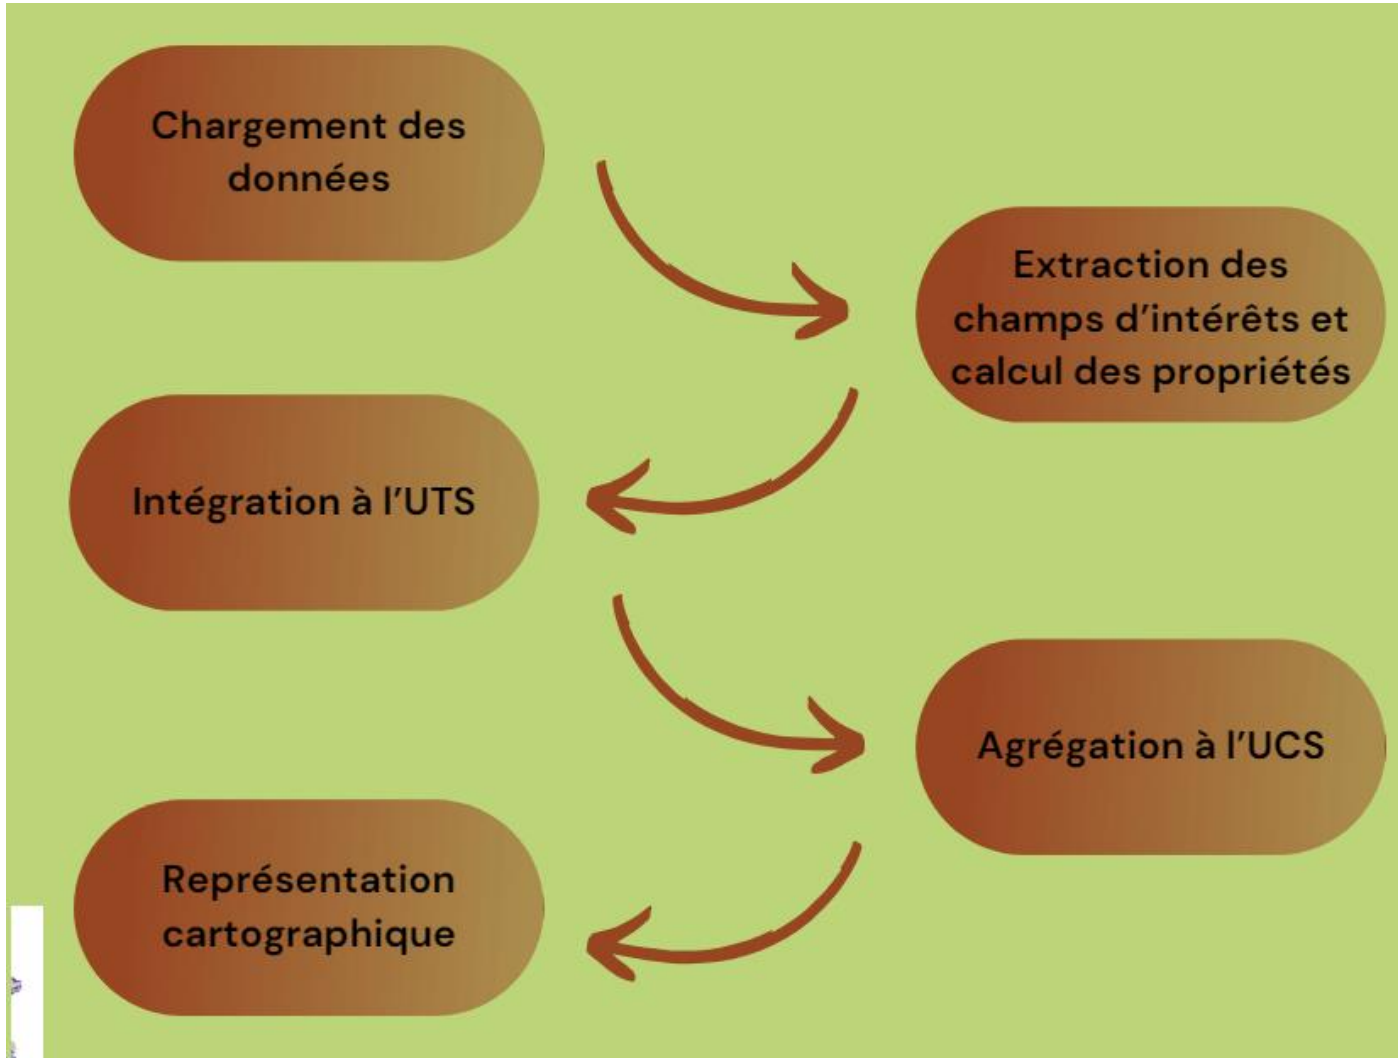 Chargement des
données
Extraction des
champs d’intérêts et
calcul des propriétés
Intégration à l’UTS
Agrégation à l’UCS
Représentation
cartographique